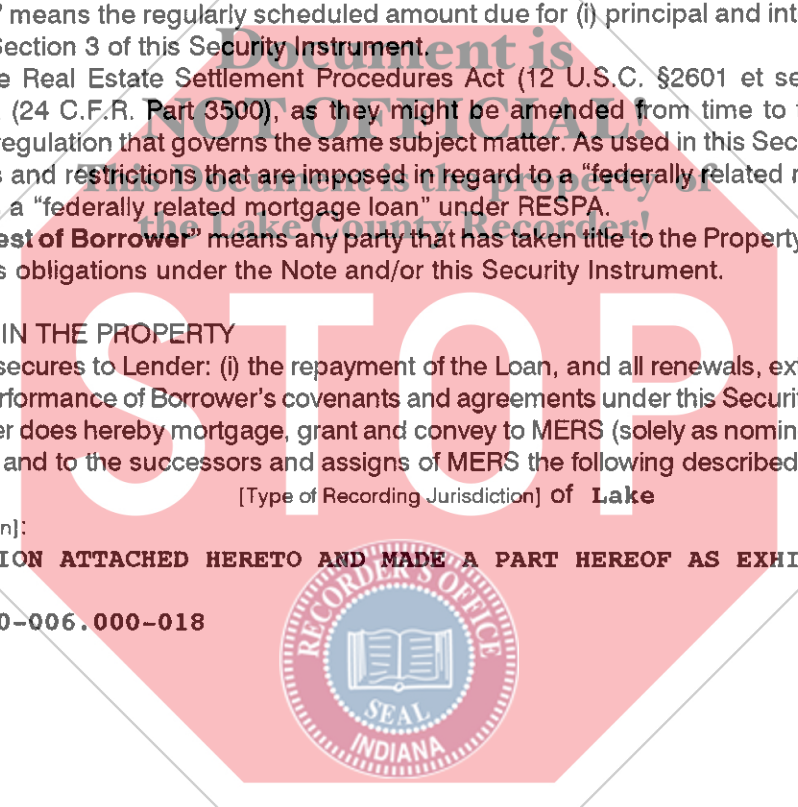 ” means the regularly scheduled amount due for (i) principal and int
Section 3 of this Security Instrument.
Document is
e Real Estate Settlement Procedures Act (12 U.S.C. §2601 et se
(24 C.F.R. Part 3500), as they might be amended from time to
NOT OFFICIAL!
regulation that governs the same subject matter. As used in this Sec
s and restrictions that are imposed in regard to a “federally related
This Document is the property of
a “federally related mortgage loan” under RESPA.
the Lake County Recorder!
est of Borrower” means any party that has taken title to the Property
s obligations under the Note and/or this Security Instrument.
STOP
IN THE PROPERTY
secures to Lender: (i) the repayment of the Loan, and all renewals, ex
rformance of Borrower’s covenants and agreements under this Securi
er does hereby mortgage, grant and convey to MERS (solely as nomin
and to the successors and assigns of MERS the following described
[Type of Recording Jurisdiction] of Lake
n]:
ION ATTACHED HERETO AND MADE A PART HEREOF AS EXHI
0-006.000-018
RECORDER'S OFFICE
SEAL
INDIANA